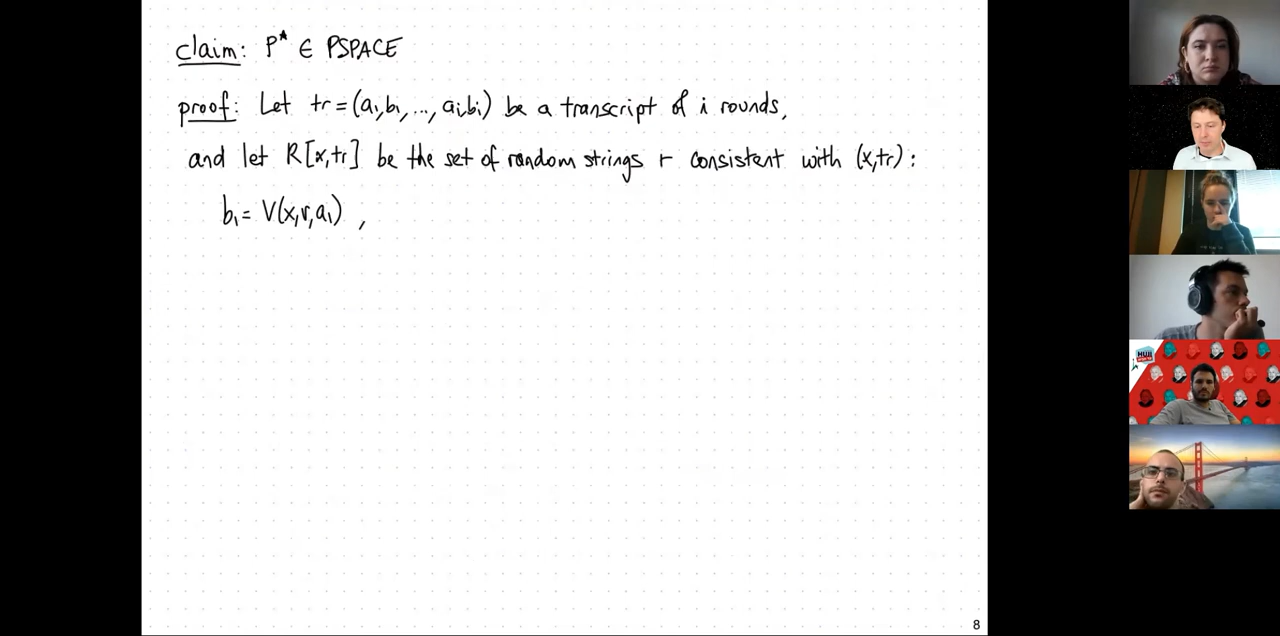 claim: P* ∈ PSPACE
proof: Let tr = (a₁,b₁, ..., aᵢ,bᵢ) be a transcript of i rounds,
and let R[x,tr] be the set of random strings r consistent with (x,tr):
b₁ = V(x,r,a₁) ,
8